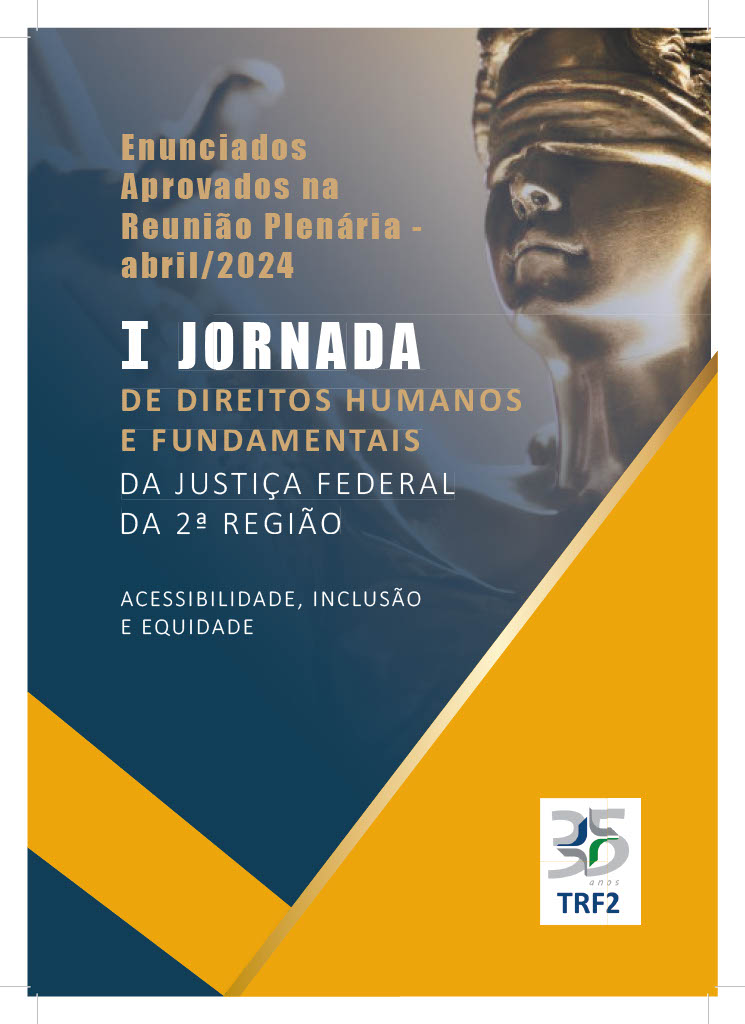 Enunciados
Aprovados na
Reunião Plenária -
abril/2024
I JORNADA
DE DIREITOS HUMANOS
E FUNDAMENTAIS
DA JUSTIÇA FEDERAL
DA 2ª REGIÃO
ACESSIBILIDADE, INCLUSÃO
E EQUIDADE
35
anos
TRF2